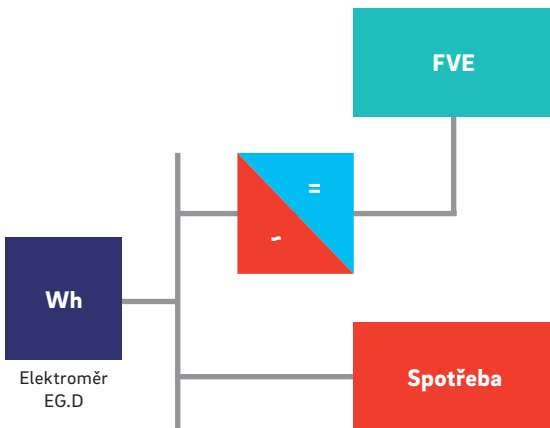 FVE
=
~
Wh
Elektroměr
EG.D
Spotřeba